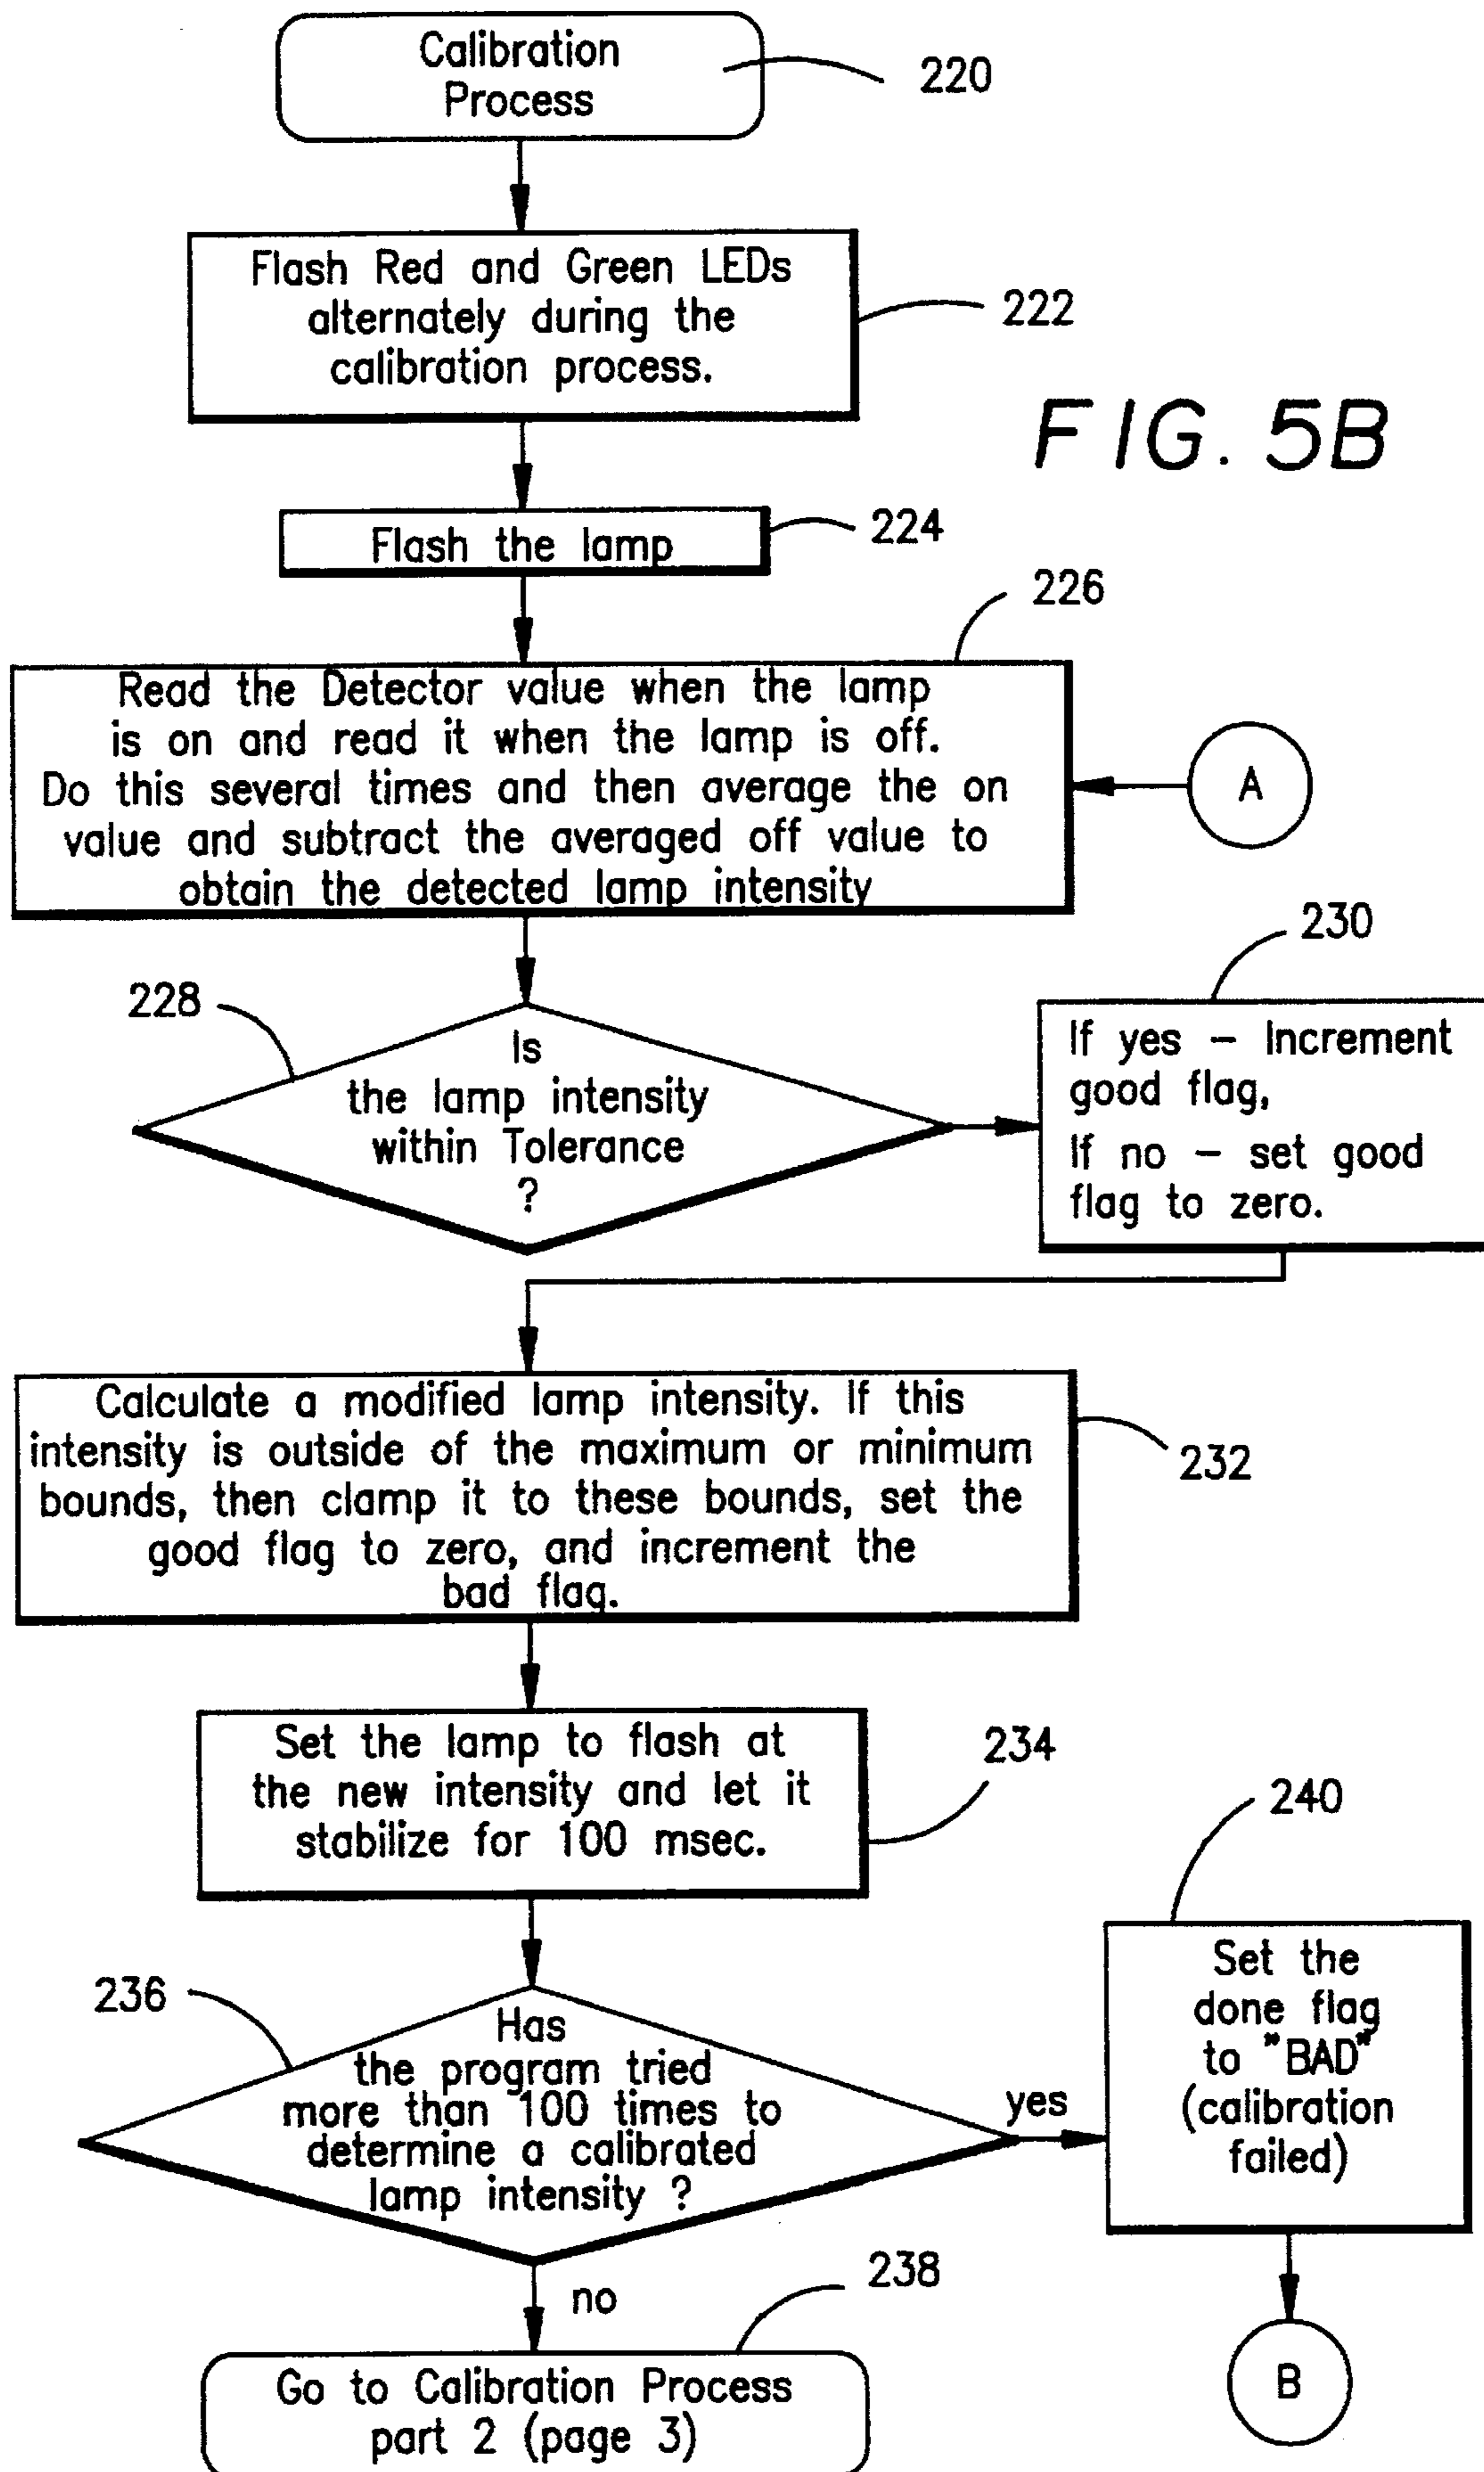 Calibration
Process
220
Flash Red and Green LEDs
alternately during the
calibration process.
222
FIG. 5B
Flash the lamp
224
226
Read the Detector value when the lamp
is on and read it when the lamp is off.
Do this several times and then average the on
value and subtract the averaged off value to
obtain the detected lamp intensity
A
228
Is
the lamp intensity
within Tolerance
?
230
If yes – Increment
good flag,
If no – set good
flag to zero.
Calculate a modified lamp intensity. If this
intensity is outside of the maximum or minimum
bounds, then clamp it to these bounds, set the
good flag to zero, and increment the
bad flag.
232
Set the lamp to flash at
the new intensity and let it
stabilize for 100 msec.
234
236
Has
the program tried
more than 100 times to
determine a calibrated
lamp intensity ?
yes
240
Set the
done flag
to "BAD"
(calibration
failed)
no
238
Go to Calibration Process
part 2 (page 3)
B